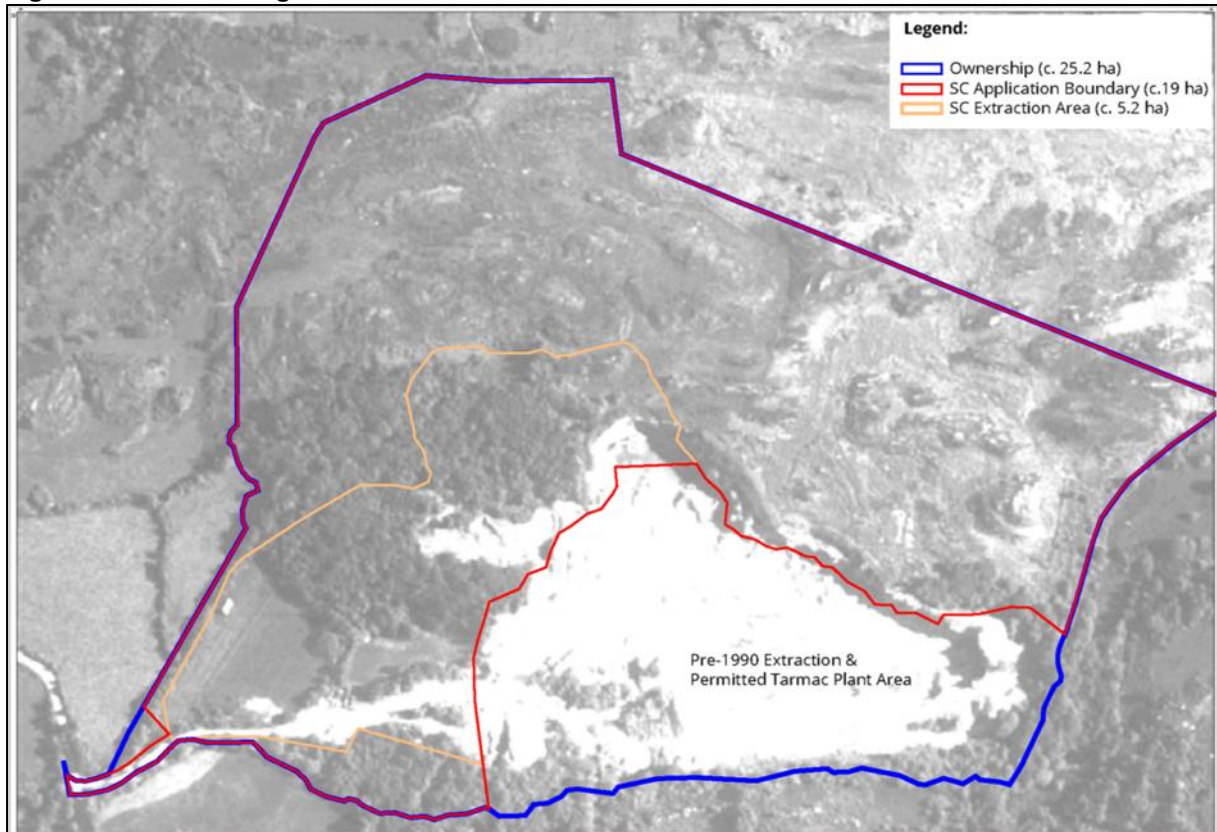 Legend:
Ownership (c. 25.2 ha)
SC Application Boundary (c.19 ha)
SC Extraction Area (c. 5.2 ha)
Pre-1990 Extraction &
Permitted Tarmac Plant Area